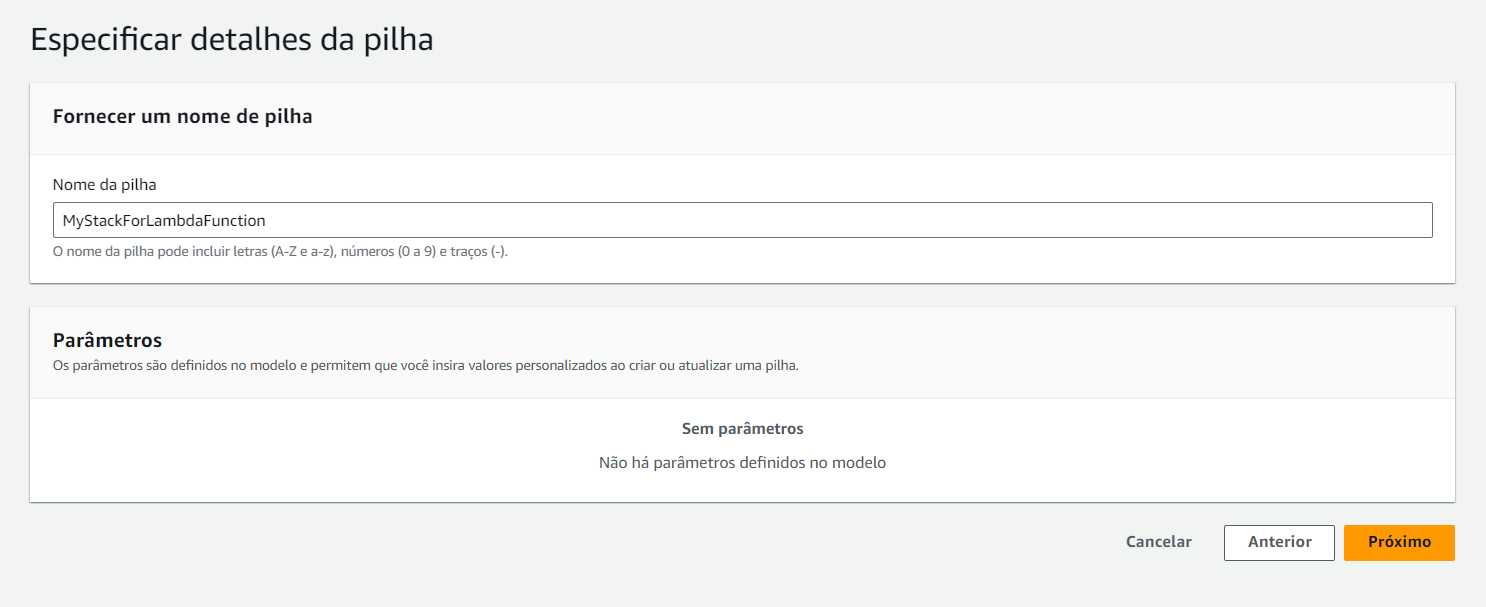 Especificar detalhes da pilha
Fornecer um nome de pilha
Nome da pilha
MyStackForLambdaFunction
O nome da pilha pode incluir letras (A-Z e a-z), números (0 a 9) e traços (-).
Parâmetros
Os parâmetros são definidos no modelo e permitem que você insira valores personalizados ao criar ou atualizar uma pilha.
Sem parâmetros
Não há parâmetros definidos no modelo
Cancelar
Anterior
Próximo